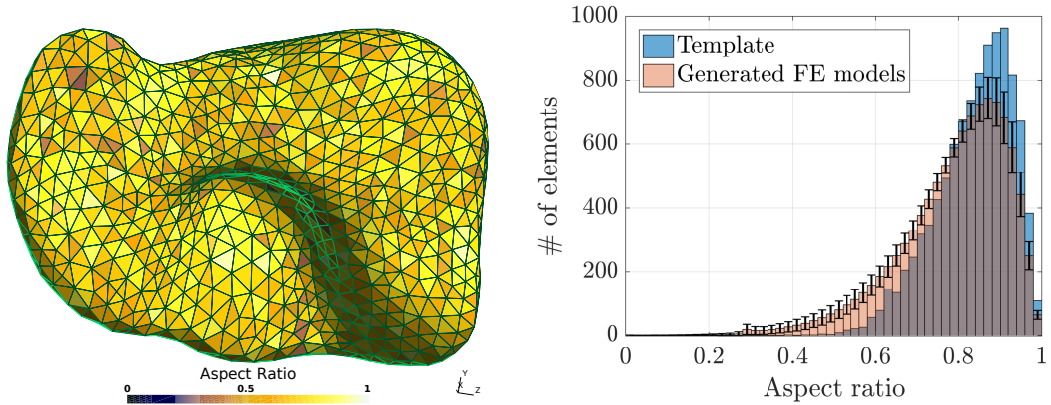 Aspect Ratio
0 0.5 1
Y
X Z
1000
800
600
400
200
0
# of elements
Template
Generated FE models
0 0.2 0.4 0.6 0.8 1
Aspect ratio